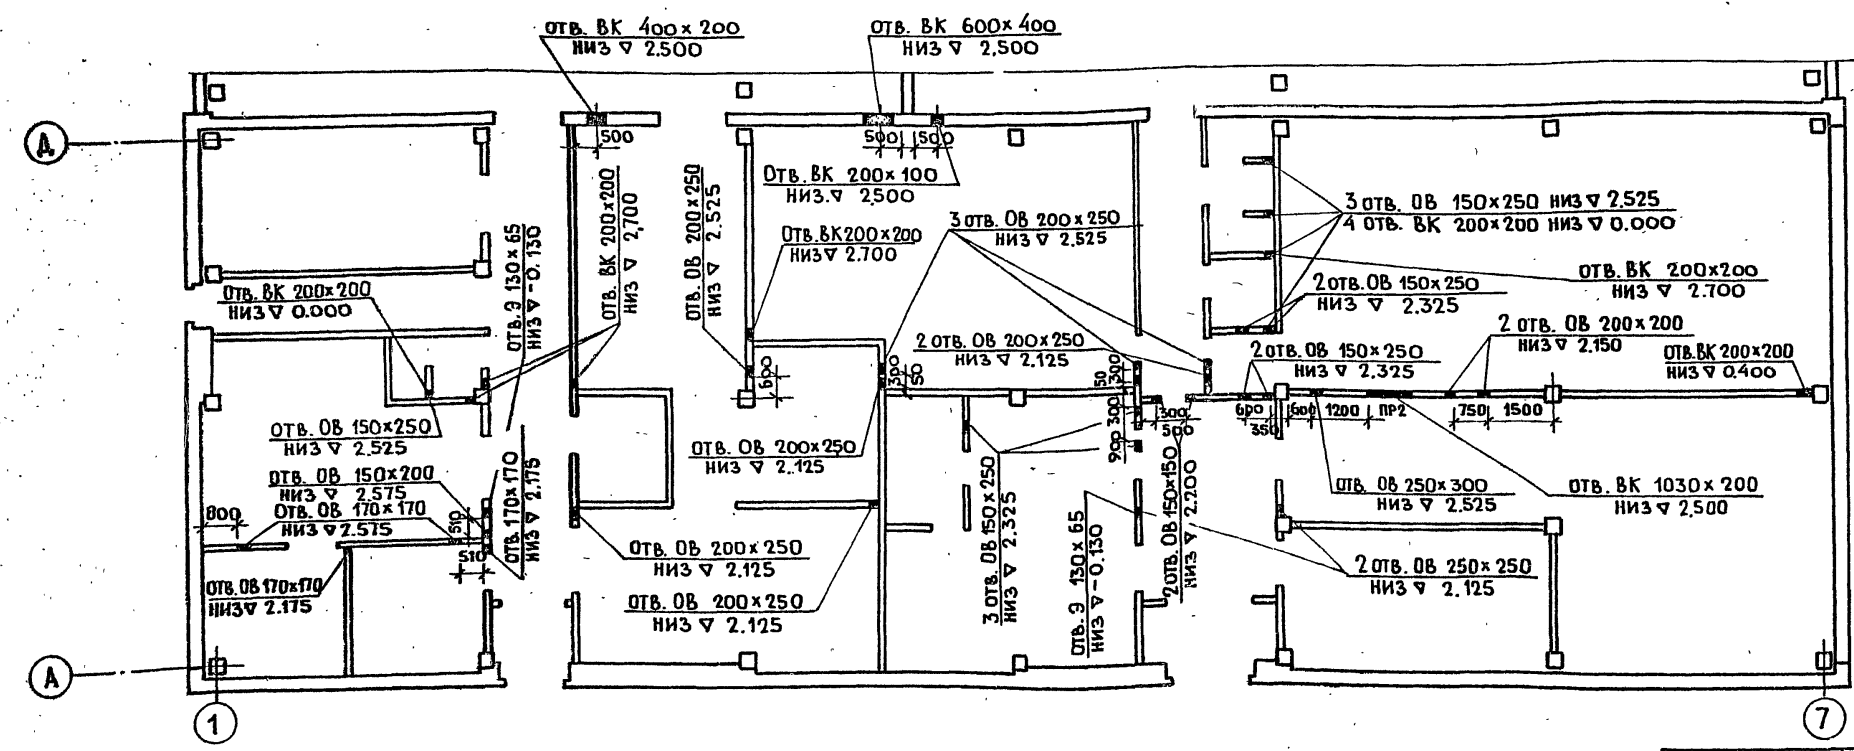 ОТВ. ВК 400×200
НИЗ ▽ 2.500
ОТВ. ВК 600×400
НИЗ ▽ 2,500
Д
500
500
500
ОТВ. ВК 200×100
НИЗ.▽ 2,500
ОТВ. Э 130×65
НИЗ ▽ -0.130
ОТВ. ВК 200×200
НИЗ ▽ 2,700
ОТВ. ОВ 200×250
НИЗ ▽ 2.525
ОТВ.ВК 200×200
НИЗ▽ 2.700
3 ОТВ. ОВ 200×250
НИЗ ▽ 2.525
3 ОТВ. ОВ 150×250 НИЗ ▽ 2.525
4 ОТВ. ВК 200×200 НИЗ ▽ 0.000
ОТВ. ВК 200×200
НИЗ ▽ 2.700
2 ОТВ. ОВ 150×250
НИЗ ▽ 2.325
ОТВ. ВК 200×200
НИЗ ▽ 0.000
2 ОТВ. ОВ 200×250
НИЗ ▽ 2.125
2 ОТВ. ОВ 200×200
НИЗ ▽ 2.150
2 ОТВ. ОВ 150×250
НИЗ ▽ 2.325
ОТВ.ВК 200×200
НИЗ ▽ 0.400
600
300
50
50
300
300
900
300
500
600
350
600
1200
ПР2
750
1500
ОТВ. ОВ 150×250
НИЗ ▽ 2.525
ОТВ. ОВ 200×250
НИЗ ▽ 2.125
ОТВ. ОВ 150×200
НИЗ ▽ 2.575
ОТВ. ОВ 170×170
НИЗ ▽ 2.575
800
510
510
ОТВ. 170×170
НИЗ ▽ 2.175
ОТВ. ОВ 250×300
НИЗ ▽ 2.525
ОТВ. ВК 1030×200
НИЗ ▽ 2,500
ОТВ. ОВ 200×250
НИЗ ▽ 2.125
3 ОТВ. ОВ 150×250
НИЗ ▽ 2.325
ОТВ. Э 130×65
НИЗ ▽ -0.130
2 ОТВ. ОВ 150×150
НИЗ ▽ 2.200
2 ОТВ. ОВ 250×250
НИЗ ▽ 2.125
ОТВ.ОВ 170×170
НИЗ▽ 2.175
ОТВ. ОВ 200×250
НИЗ ▽ 2.125
А
1
7